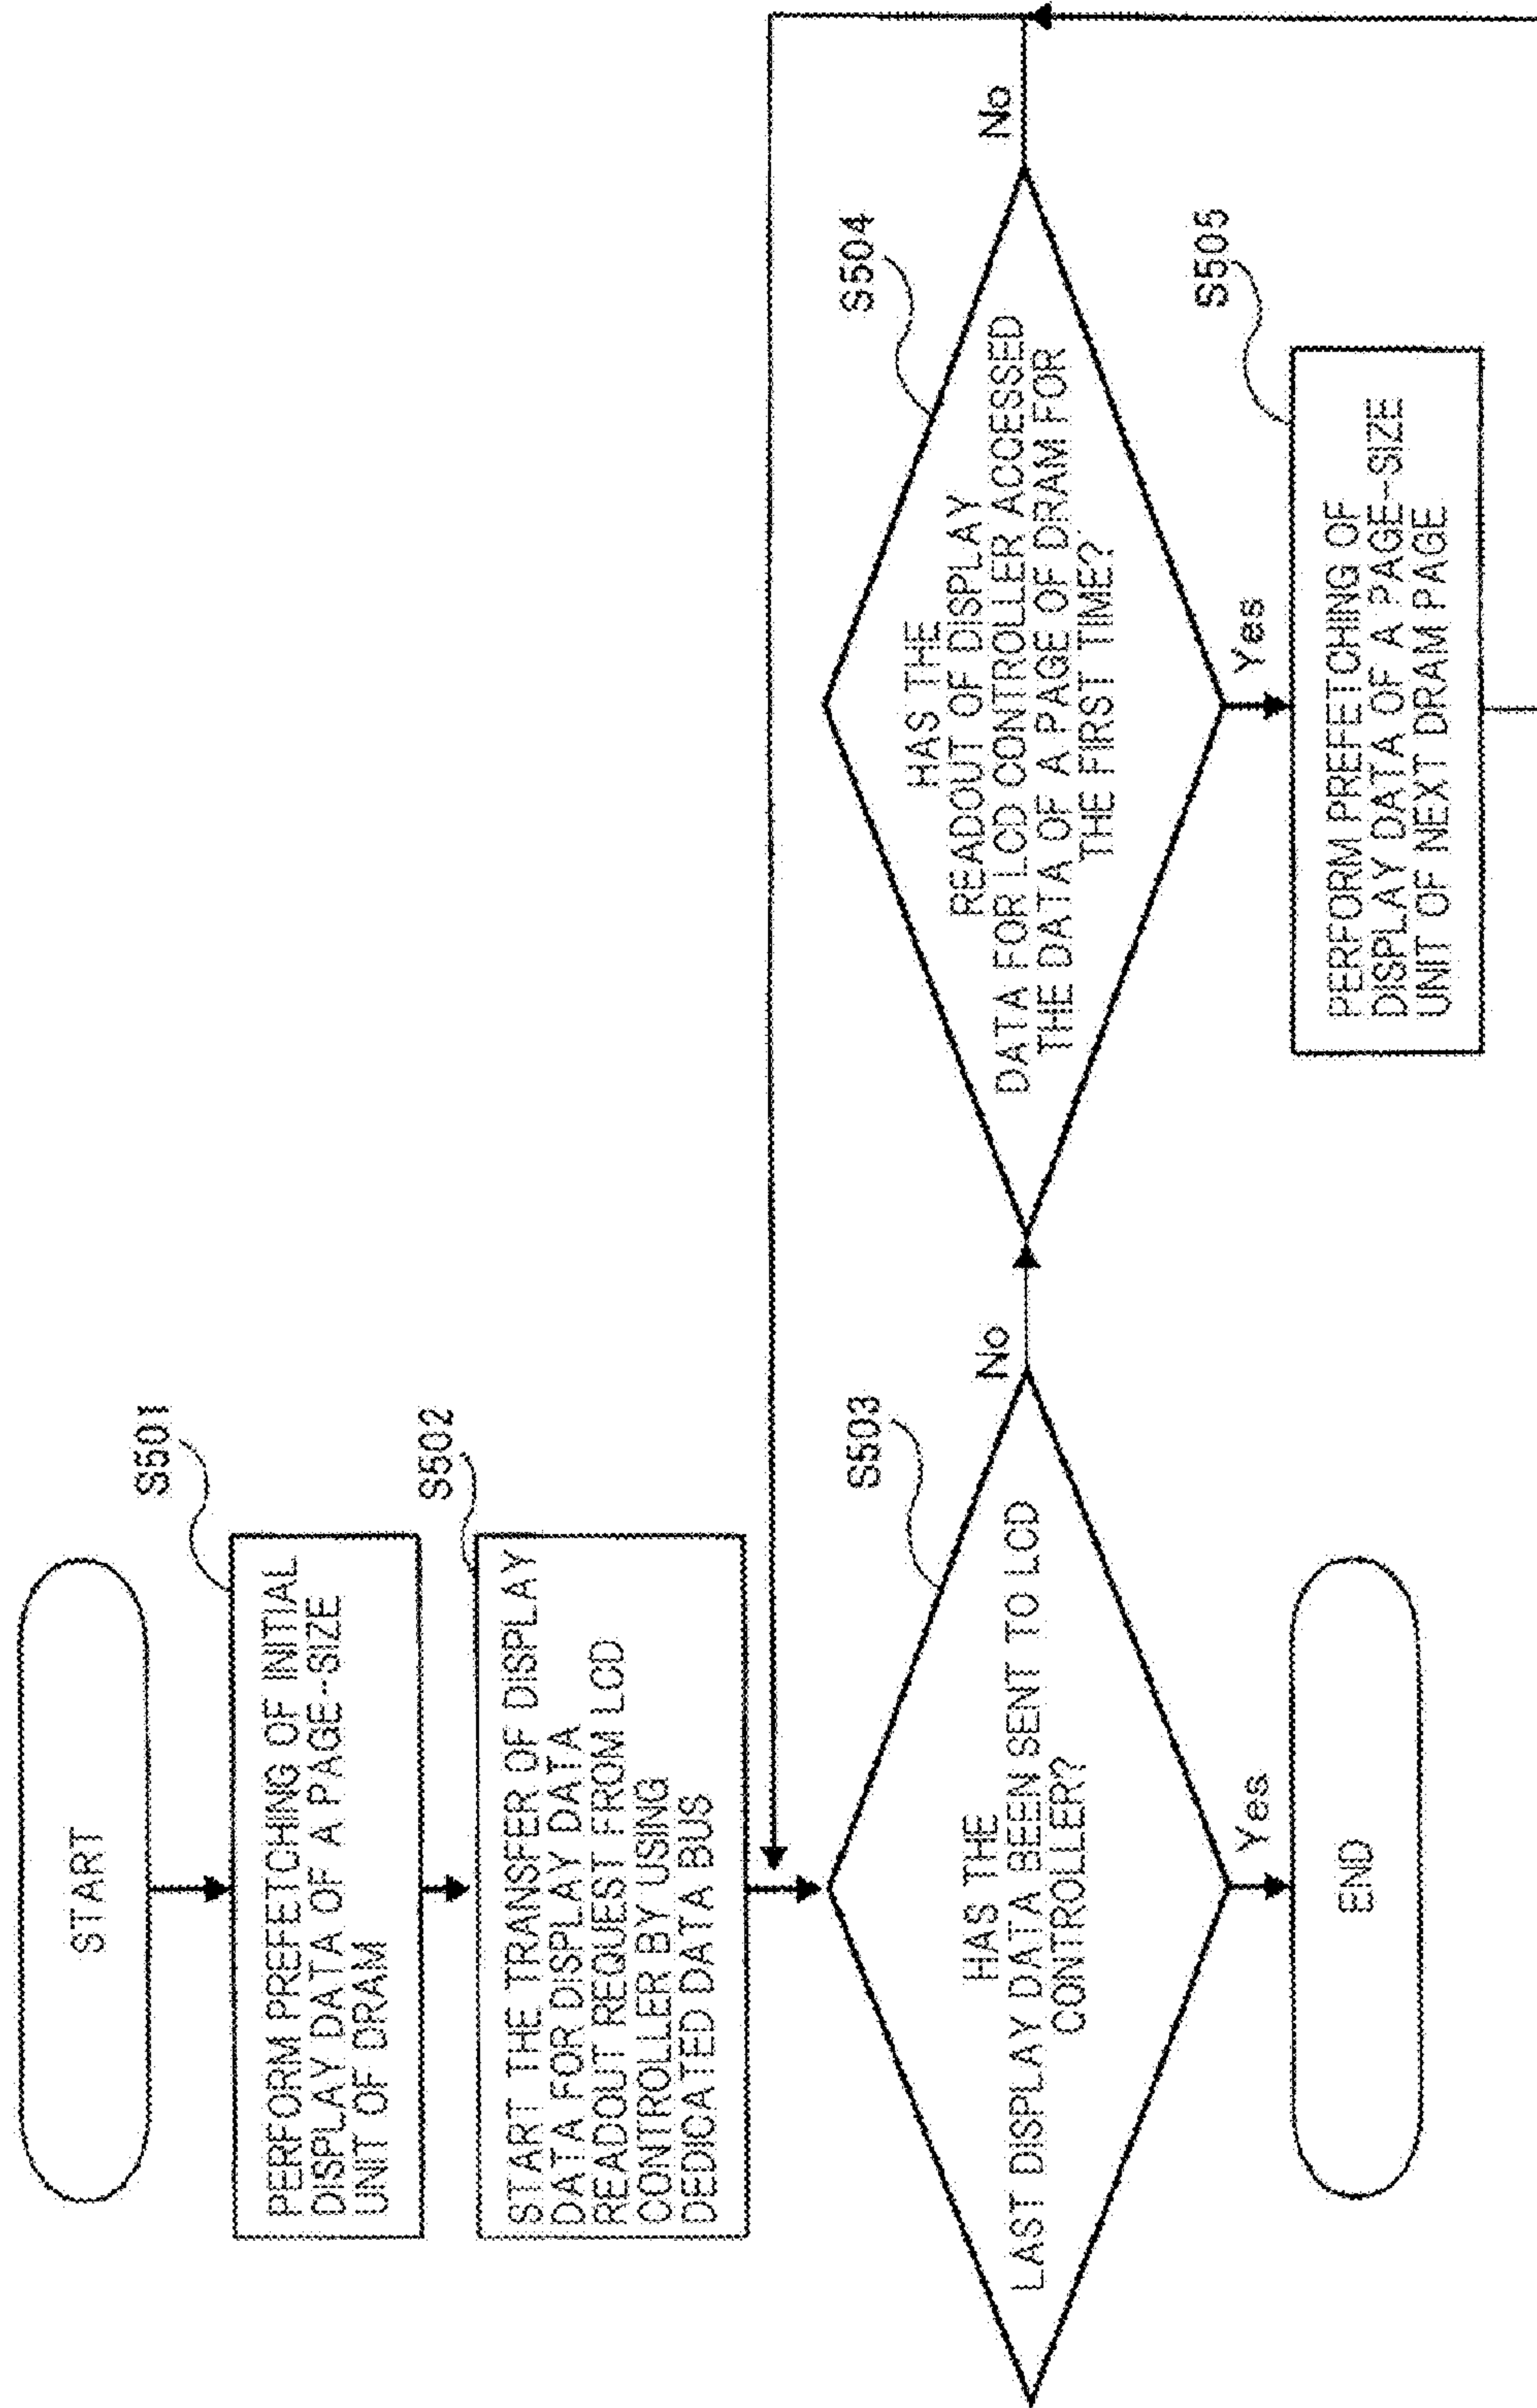 START
S501
PERFORM PREFETCHING OF INITIAL
DISPLAY DATA OF A PAGE-SIZE
UNIT OF DRAM
S502
START THE TRANSFER OF DISPLAY
DATA FOR DISPLAY DATA
READOUT REQUEST FROM LCD
CONTROLLER BY USING
DEDICATED DATA BUS
S503
HAS THE
LAST DISPLAY DATA BEEN SENT TO LCD
CONTROLLER?
No
Yes
END
S504
HAS THE
READOUT OF DISPLAY
DATA FOR LCD CONTROLLER ACCESSED
THE DATA OF A PAGE OF DRAM FOR
THE FIRST TIME?
No
Yes
S505
PERFORM PREFETCHING OF
DISPLAY DATA OF A PAGE-SIZE
UNIT OF NEXT DRAM PAGE